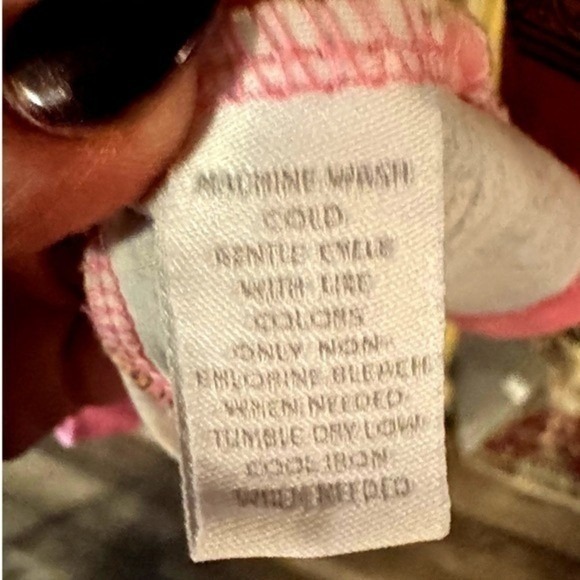 MACHINE WASH
COLD
GENTLE CYCLE
WITH LIKE
COLORS
ONLY NON-
CHLORINE BLEACH
WHEN NEEDED
TUMBLE DRY LOW
COOL IRON
WHEN NEEDED